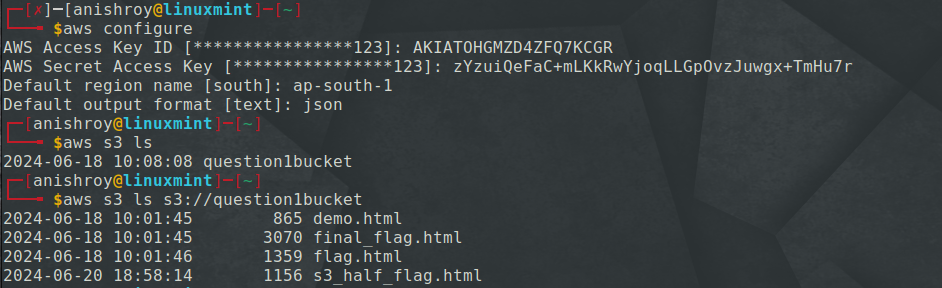 ┌─[✗]─[anishroy@linuxmint]─[~]
└──╼ $aws configure
AWS Access Key ID [****************123]: AKIATOHGMZD4ZFQ7KCGR
AWS Secret Access Key [****************123]: 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
Default region name [south]: ap-south-1
Default output format [text]: json
┌─[anishroy@linuxmint]─[~]
└──╼ $aws s3 ls
2024-06-18 10:08:08 question1bucket
┌─[anishroy@linuxmint]─[~]
└──╼ $aws s3 ls s3://question1bucket
2024-06-18 10:01:45        865 demo.html
2024-06-18 10:01:45       3070 final_flag.html
2024-06-18 10:01:46       1359 flag.html
2024-06-20 18:58:14       1156 s3_half_flag.html